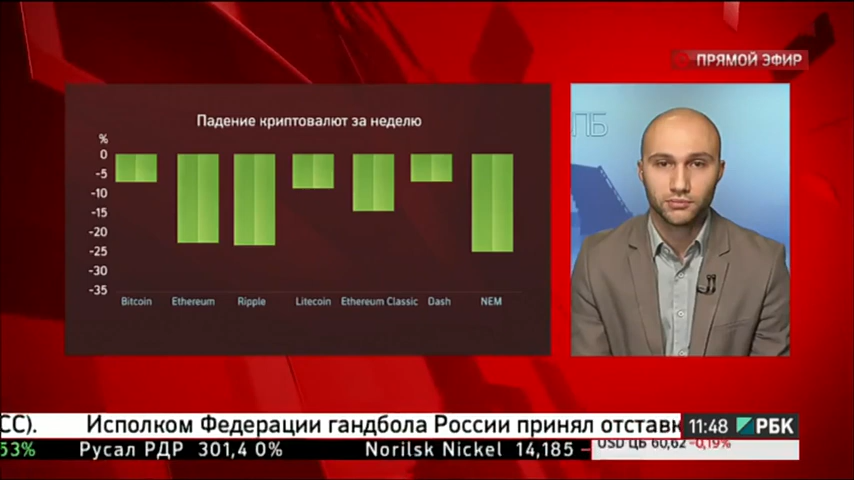 ПРЯМОЙ ЭФИР
Падение криптовалют за неделю
%
0
-5
-10
-15
-20
-25
-30
-35
Bitcoin Ethereum Ripple Litecoin Ethereum Classic Dash NEM
ПБ
СС). Исполком Федерации гандбола России принял отставк
11:48 РБК
53% Русал РДР 301,4 0% Norilsk Nickel 14,185 -
USD ЦБ 60,62 -0,19%